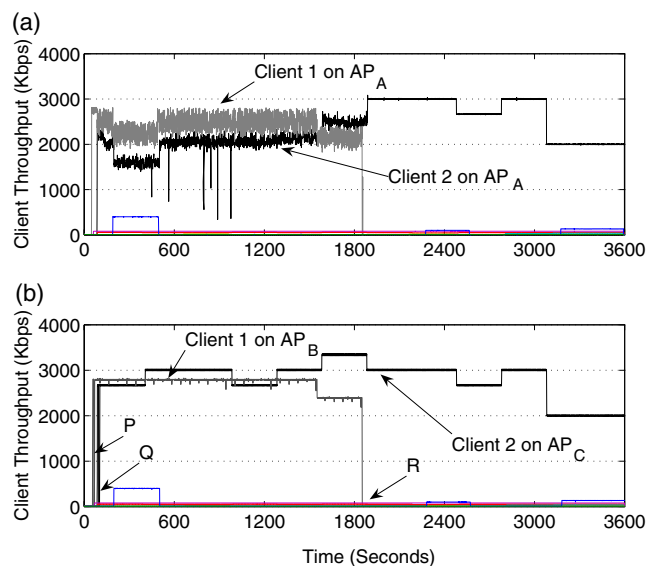 (a)
Client Throughput (Kbps)
4000
3000
2000
1000
0
Client 1 on AP_A
Client 2 on AP_A
0 600 1200 1800 2400 3000 3600
(b)
Client Throughput (Kbps)
4000
3000
2000
1000
0
Client 1 on AP_B
P
Q
R
Client 2 on AP_C
0 600 1200 1800 2400 3000 3600
Time (Seconds)